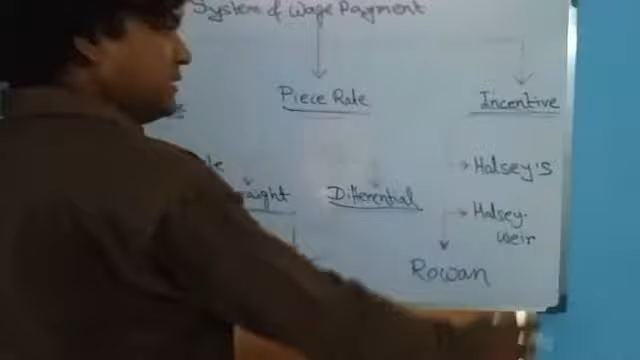 System of Wage Payment
Piece Rate
Incentive
Halsey's
Differential
Halsey-
weir
Rowan